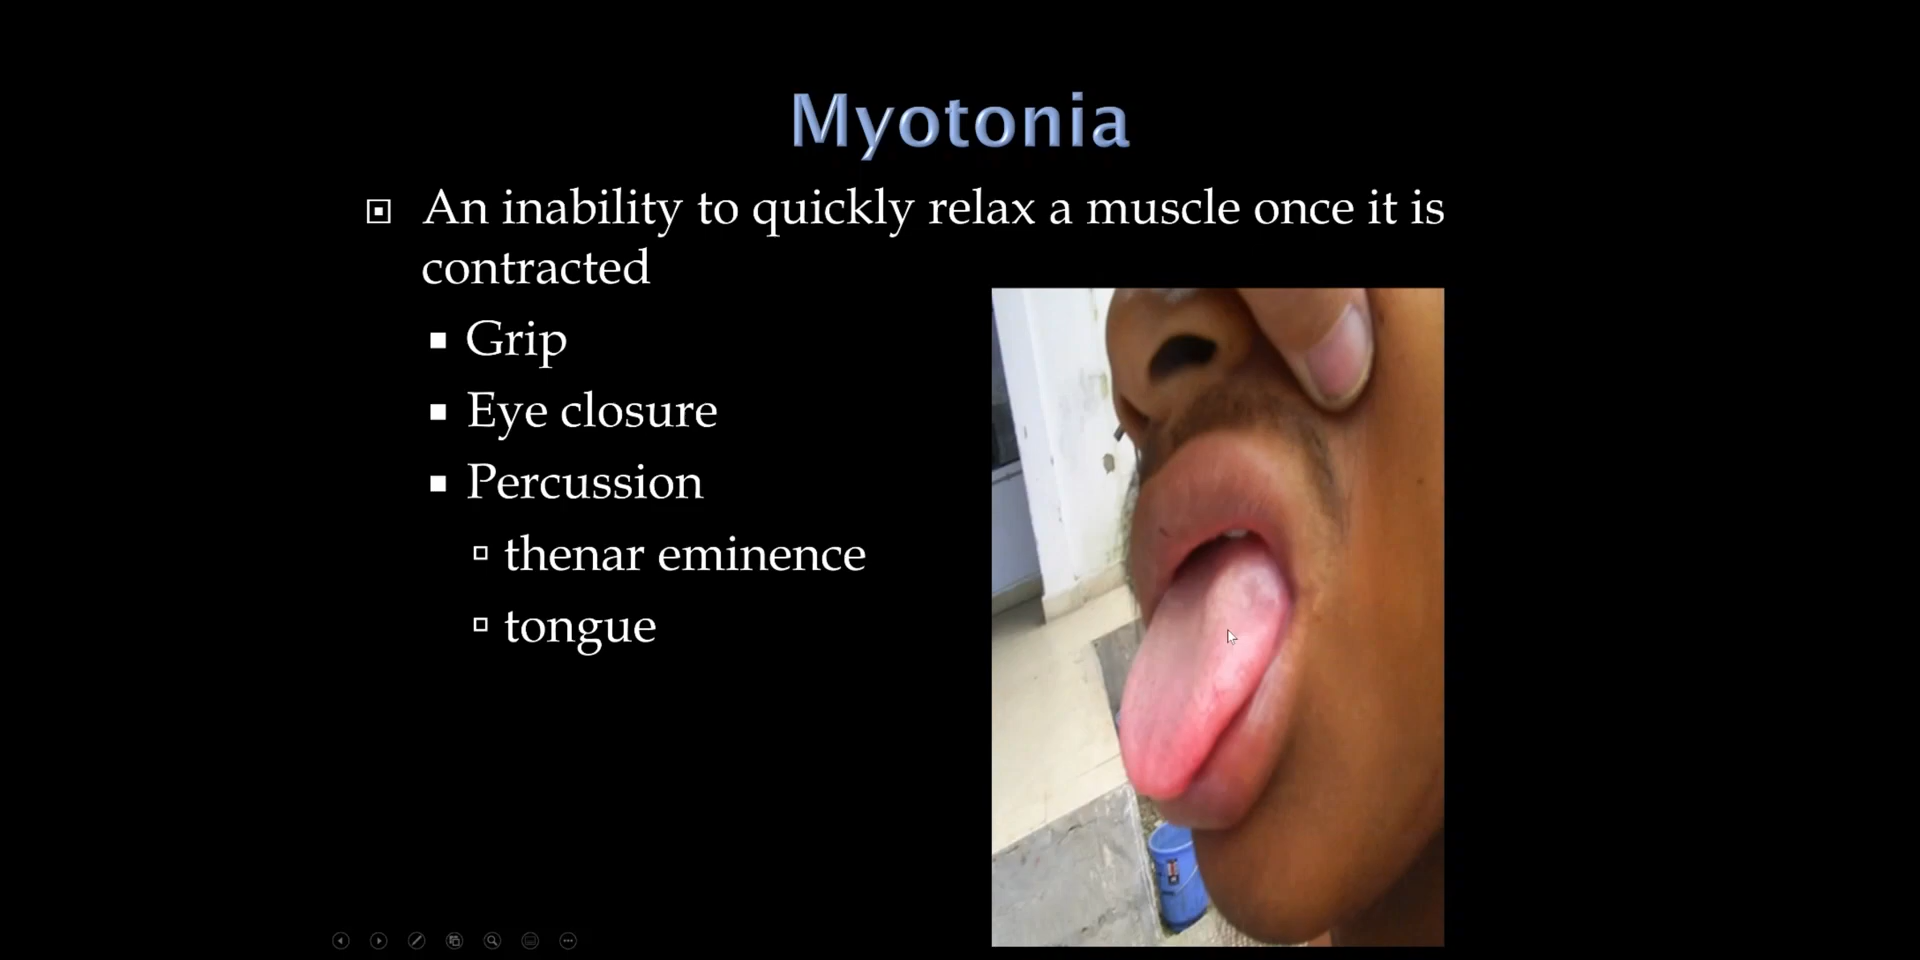 Myotonia
An inability to quickly relax a muscle once it is
contracted
Grip
Eye closure
Percussion
thenar eminence
tongue